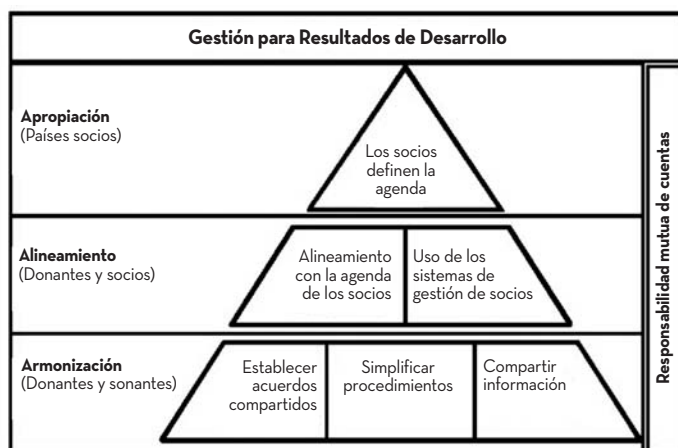 Gestión para Resultados de Desarrollo
Apropiación
(Países socios)
Los socios
definen la
agenda
Alineamiento
(Donantes y socios)
Alineamiento
con la agenda
de los socios
Uso de los
sistemas de
gestión de socios
Armonización
(Donantes y sonantes)
Establecer
acuerdos
compartidos
Simplificar
procedimientos
Compartir
información
Responsabilidad mutua de cuentas